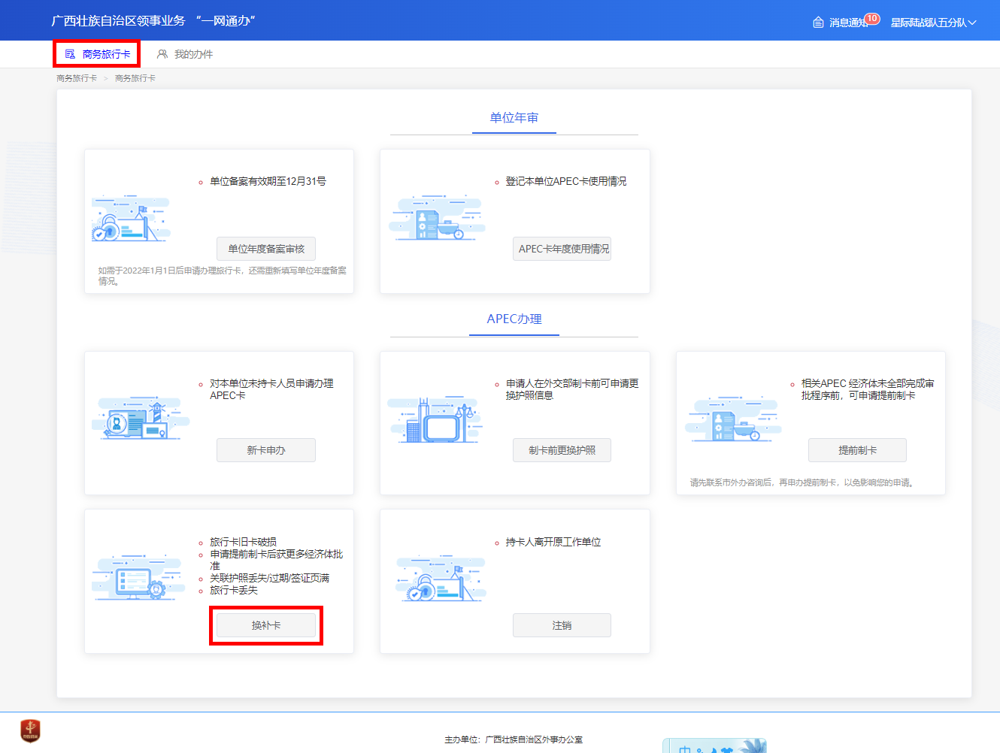 广西壮族自治区领事业务 “一网通办”
消息通知 10 星际陆战队五分队
商务旅行卡 我的办件
商务旅行卡 > 商务旅行卡
单位年审
单位备案有效期至12月31号
单位年度备案审核
如需于2022年1月1日后申请办理旅行卡，还需重新填写单位年度备案
情况。
登记本单位APEC卡使用情况
APEC卡年度使用情况
APEC办理
对本单位未持卡人员申请办理
APEC卡
新卡申办
申请人在外交部制卡前可申请更
换护照信息
制卡前更换护照
相关APEC 经济体未全部完成审
批程序前，可申请提前制卡
提前制卡
请先联系市外办咨询后，再申办提前制卡，以免影响您的申请。
旅行卡旧卡破损
申请提前制卡后获更多经济体批
准
关联护照丢失/过期/签证页满
旅行卡丢失
换补卡
持卡人离开原工作单位
注销
主办单位：广西壮族自治区外事办公室
中